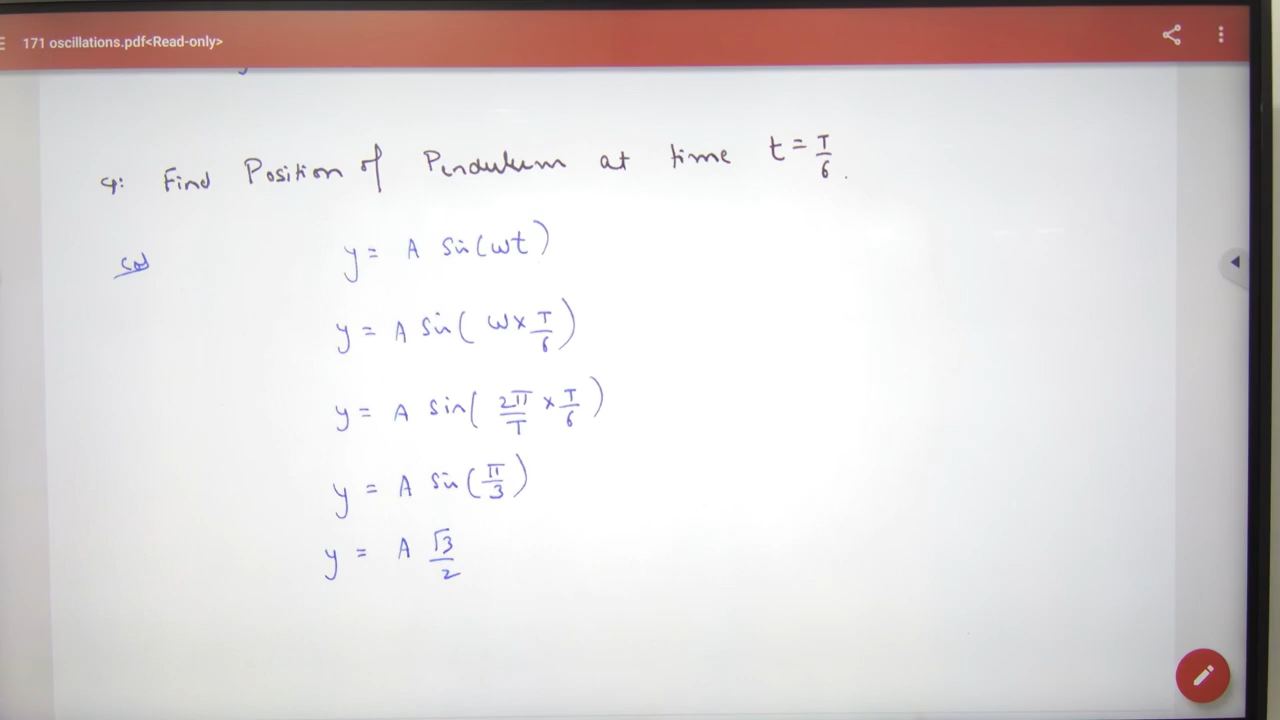 171 oscillations.pdf<Read-only>
Q: Find Position of Pendulum at time t = T/6.
Sol
y = A Sin(ωt)
y = A Sin( ω × T/6 )
y = A Sin( 2π/T × T/6 )
y = A Sin( π/3 )
y = A √3/2